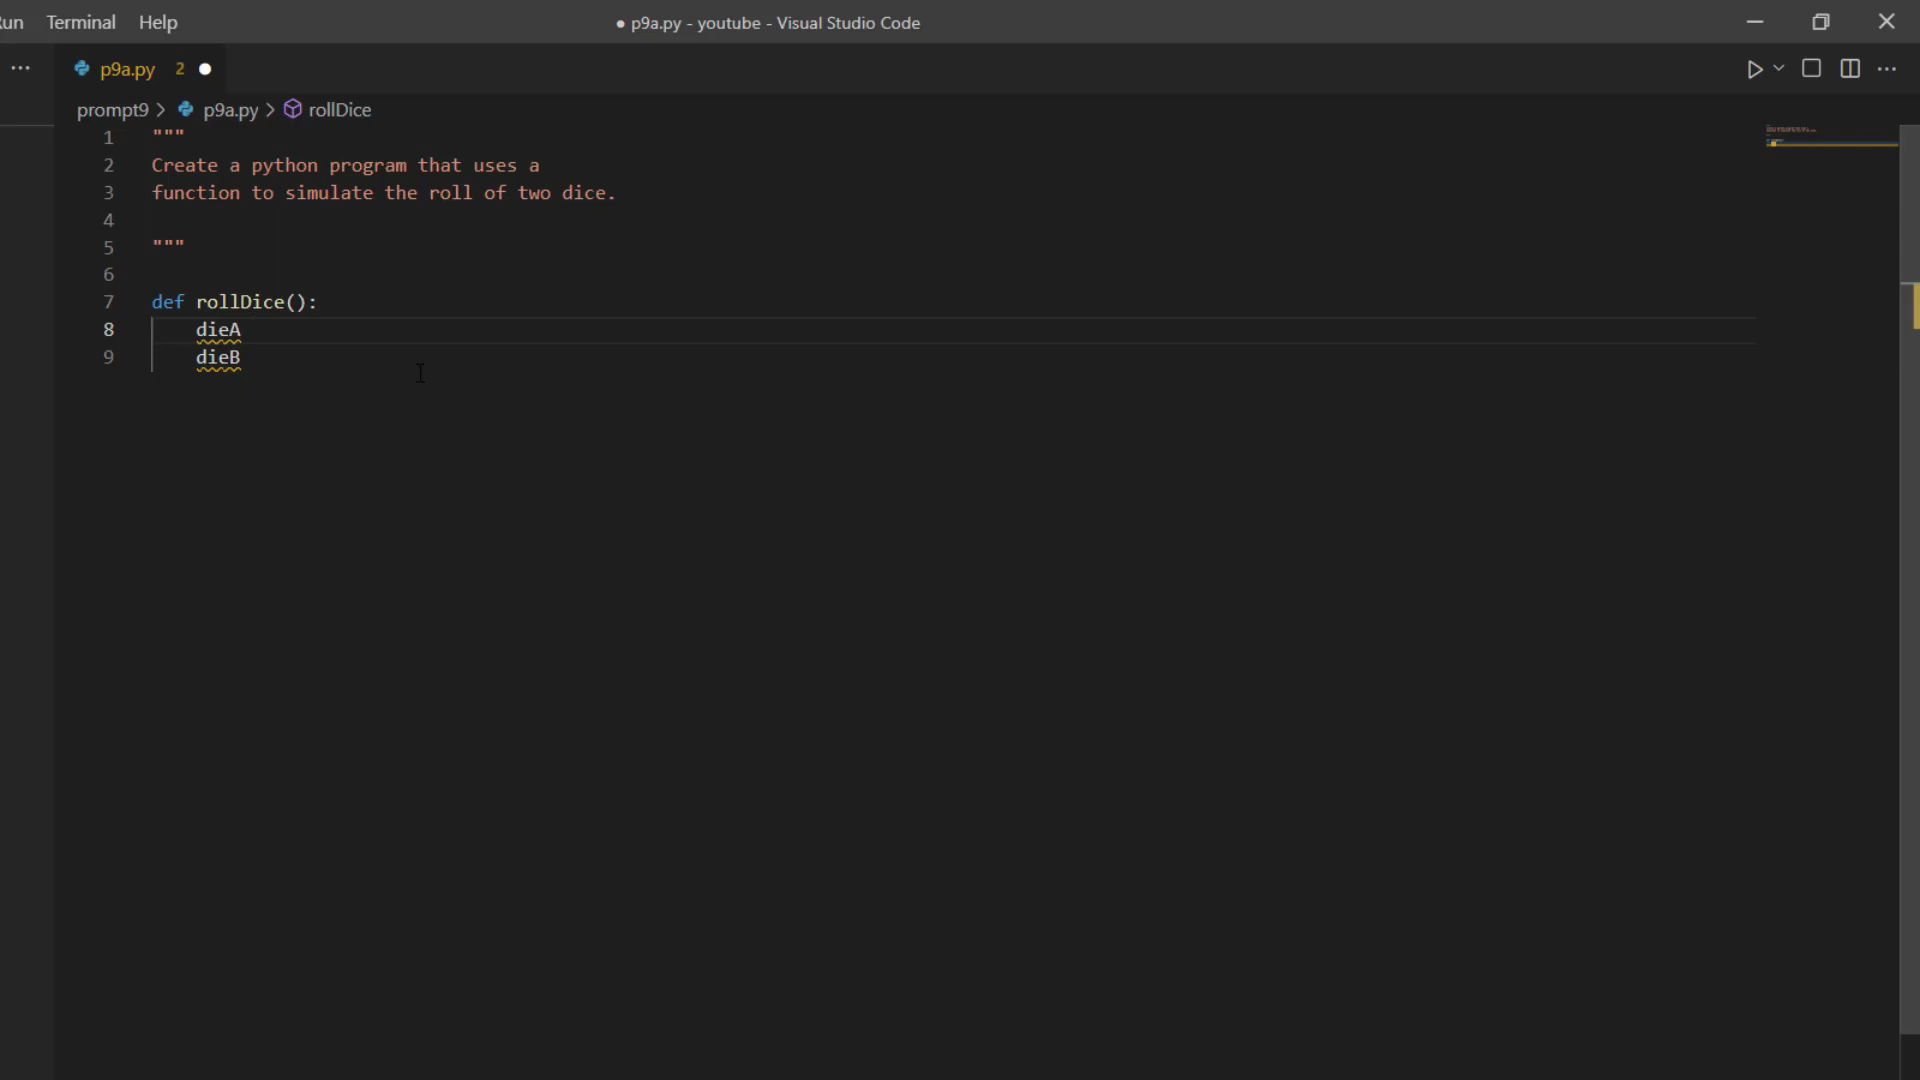 Terminal Help
● p9a.py - youtube - Visual Studio Code
p9a.py 2
prompt9 > p9a.py > rollDice
1 """
2 Create a python program that uses a
3 function to simulate the roll of two dice.
4
5 """
6
7 def rollDice():
8 dieA
9 dieB